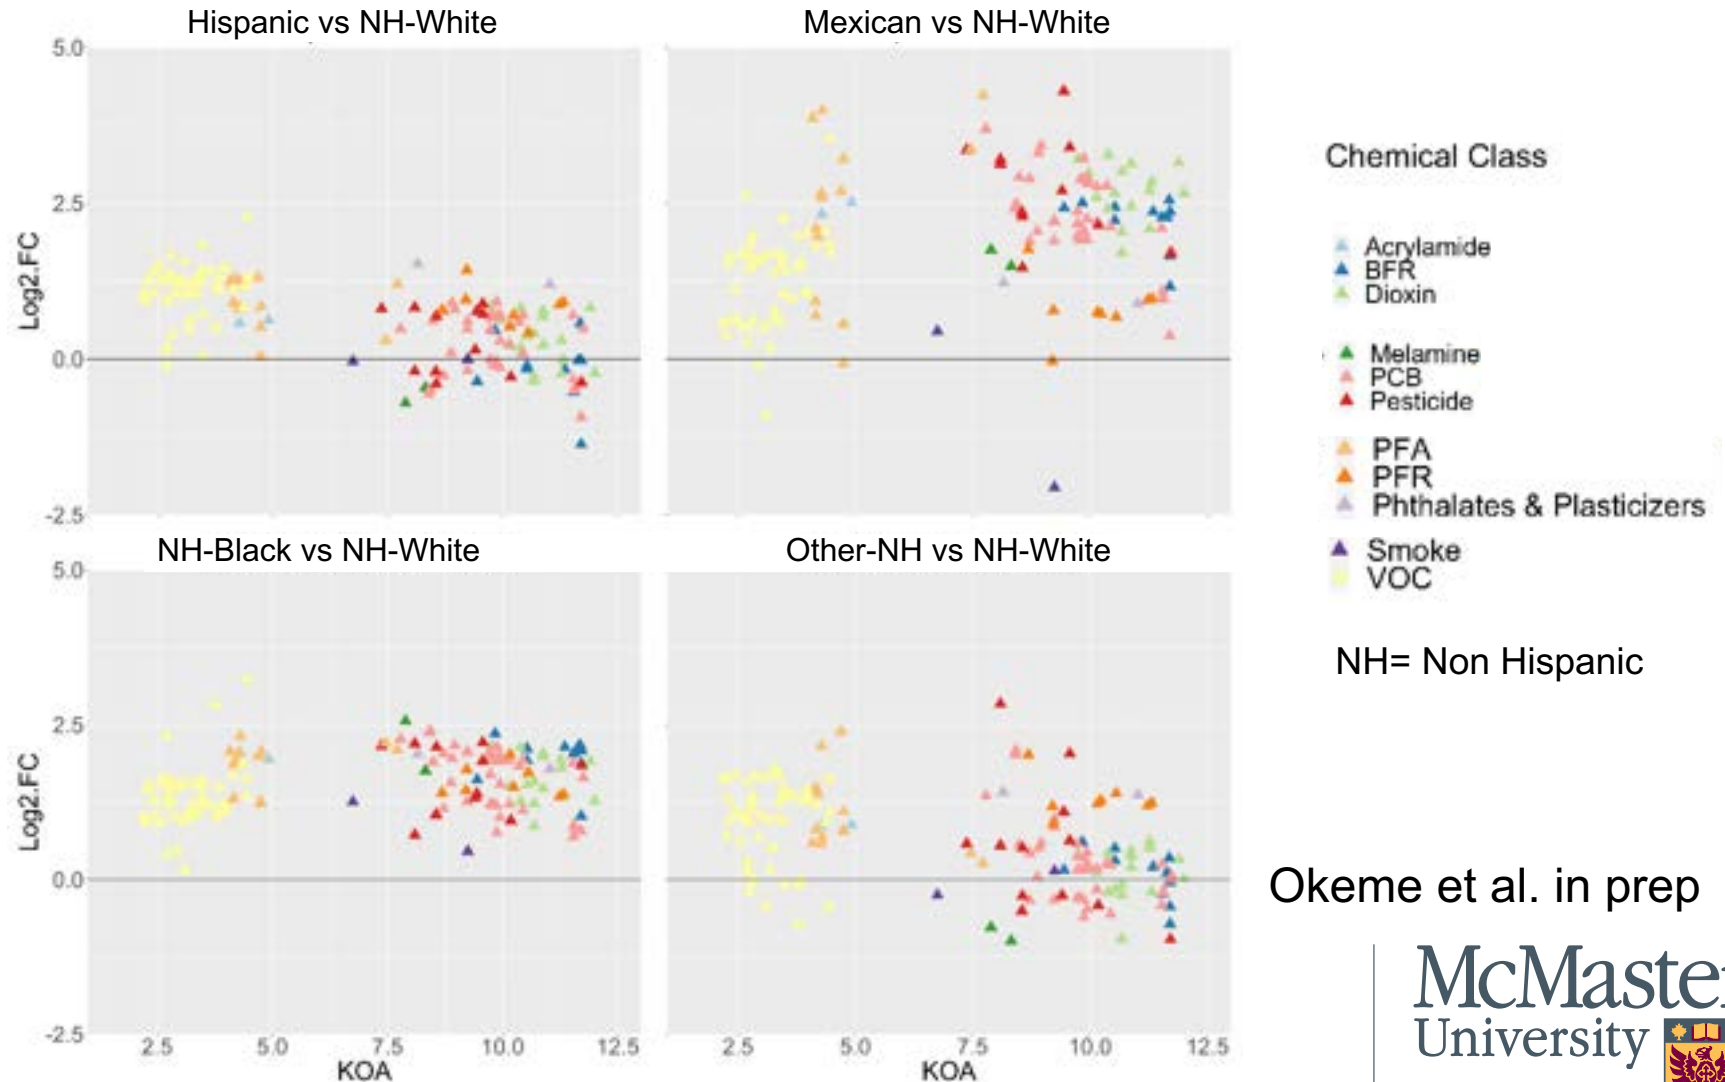 Hispanic vs NH-White
Mexican vs NH-White
5.0
2.5
0.0
-2.5
Log2.FC
NH-Black vs NH-White
Other-NH vs NH-White
5.0
2.5
0.0
-2.5
Log2.FC
2.5 5.0 7.5 10.0 12.5
KOA
2.5 5.0 7.5 10.0 12.5
KOA
Chemical Class
Acrylamide
BFR
Dioxin
Melamine
PCB
Pesticide
PFA
PFR
Phthalates & Plasticizers
Smoke
VOC
NH= Non Hispanic
Okeme et al. in prep
McMaster
University